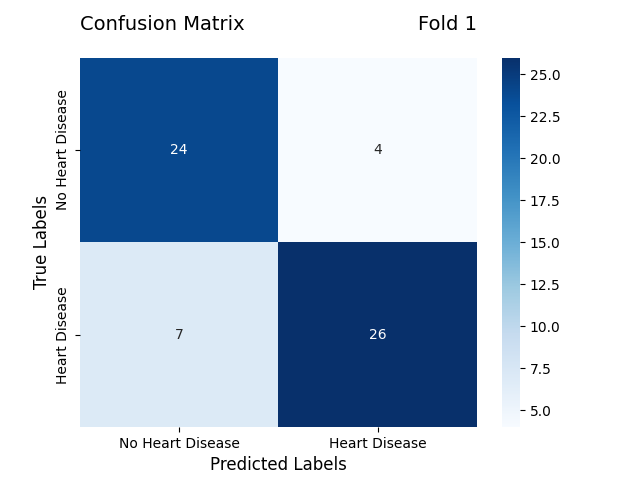 Confusion Matrix
Fold 1
True Labels
No Heart Disease
Heart Disease
24
4
7
26
No Heart Disease
Heart Disease
Predicted Labels
25.0
22.5
20.0
17.5
15.0
12.5
10.0
7.5
5.0